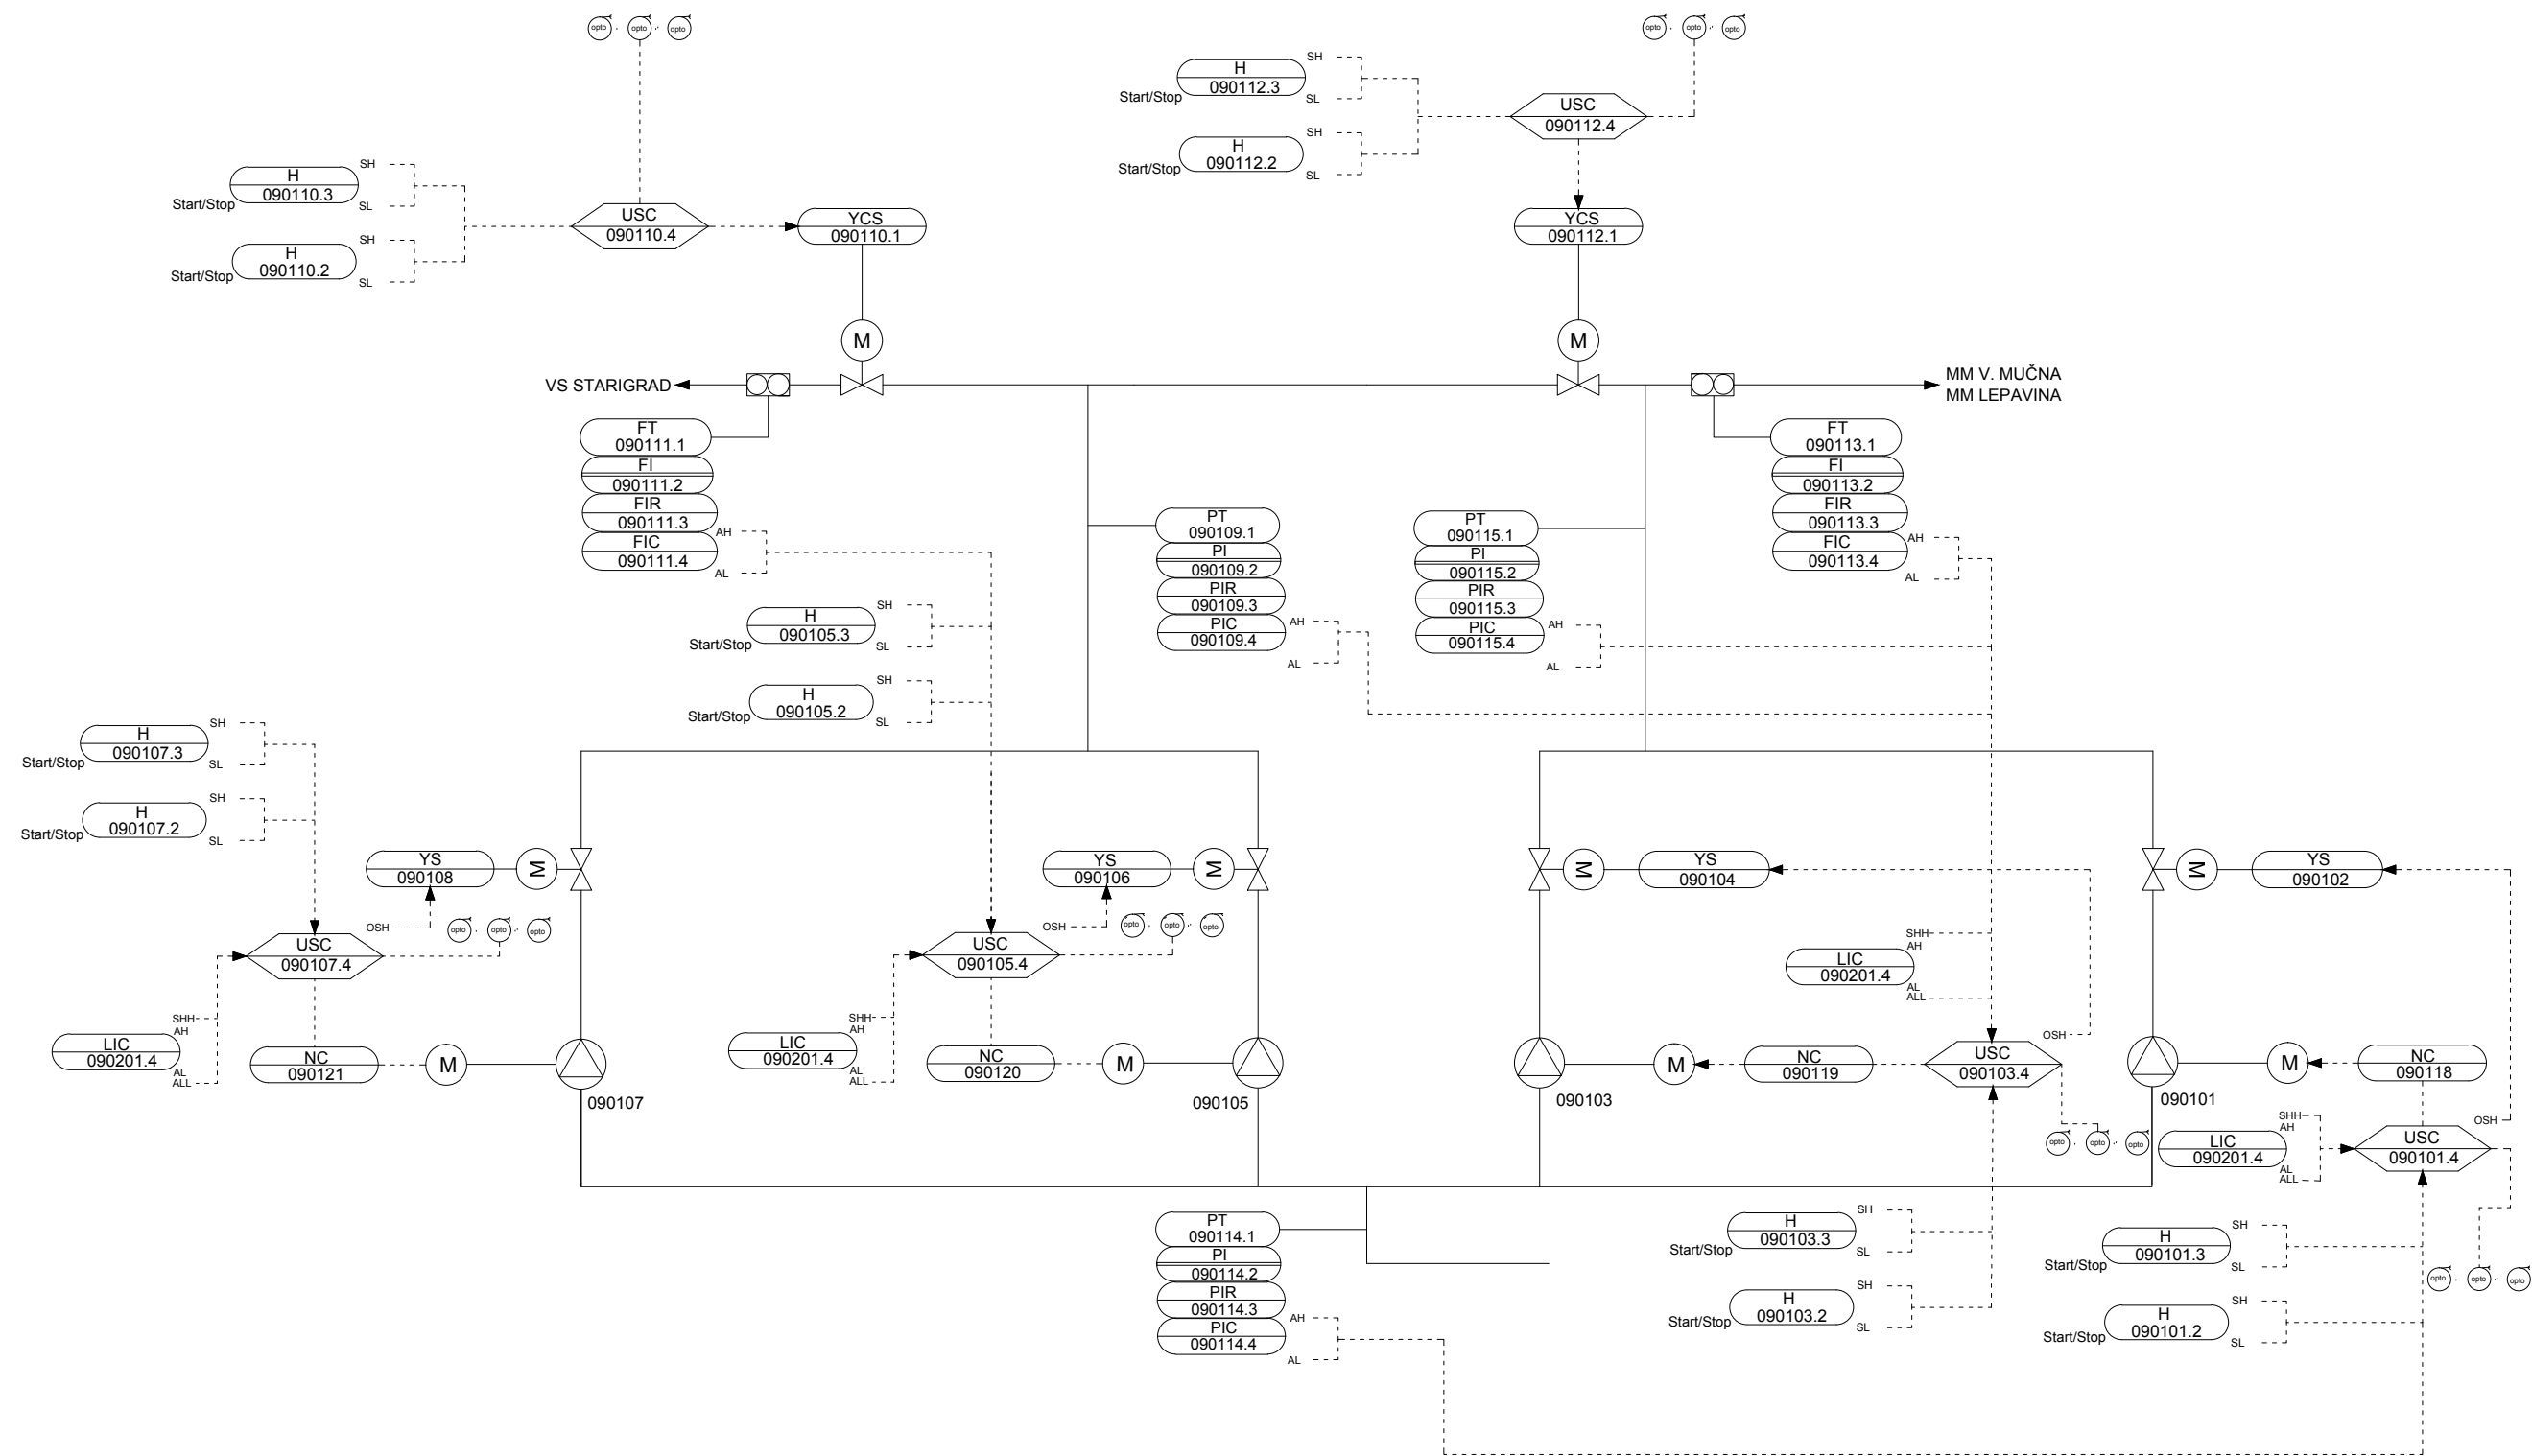 opto opto opto
opto opto opto
H
090112.3
SH
SL
Start/Stop
USC
090112.4
H
090112.2
SH
SL
Start/Stop
H
090110.3
SH
SL
Start/Stop
USC
090110.4
YCS
090110.1
YCS
090112.1
H
090110.2
SH
SL
Start/Stop
M
M
VS STARIGRAD
MM V. MUČNA
MM LEPAVINA
FT
090111.1
FI
090111.2
FIR
090111.3
FIC
090111.4
AH
AL
PT
090109.1
PI
090109.2
PIR
090109.3
PIC
090109.4
AH
AL
PT
090115.1
PI
090115.2
PIR
090115.3
PIC
090115.4
AH
AL
FT
090113.1
FI
090113.2
FIR
090113.3
FIC
090113.4
AH
AL
H
090105.3
SH
SL
Start/Stop
H
090105.2
SH
SL
Start/Stop
H
090107.3
SH
SL
Start/Stop
H
090107.2
SH
SL
Start/Stop
YS
090108
M
OSH
opto opto opto
USC
090107.4
LIC
090201.4
SHH
AH
AL
ALL
NC
090121
M
090107
YS
090106
M
OSH
opto opto opto
USC
090105.4
LIC
090201.4
SHH
AH
AL
ALL
NC
090120
M
090105
M
YS
090104
LIC
090201.4
SHH
AH
AL
ALL
OSH
M
NC
090119
USC
090103.4
090103
opto opto opto
M
YS
090102
M
NC
090118
090101
OSH
LIC
090201.4
SHH
AH
AL
ALL
USC
090101.4
PT
090114.1
PI
090114.2
PIR
090114.3
PIC
090114.4
AH
AL
H
090103.3
SH
SL
Start/Stop
H
090103.2
SH
SL
Start/Stop
H
090101.3
SH
SL
Start/Stop
opto opto opto
H
090101.2
SH
SL
Start/Stop